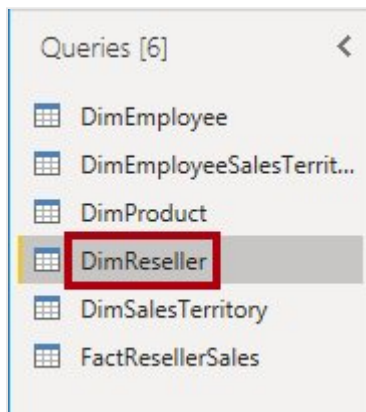 Queries [6]
DimEmployee
DimEmployeeSalesTerrit...
DimProduct
DimReseller
DimSalesTerritory
FactResellerSales